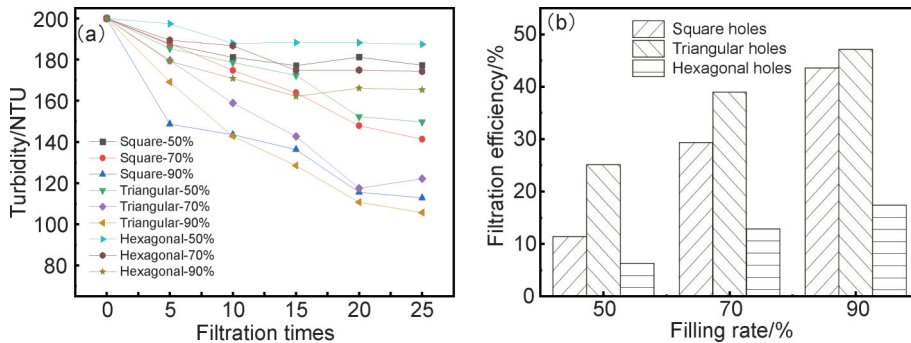 (a)
Turbidity/NTU
200
180
160
140
120
100
80
Square-50%
Square-70%
Square-90%
Triangular-50%
Triangular-70%
Triangular-90%
Hexagonal-50%
Hexagonal-70%
Hexagonal-90%
0 5 10 15 20 25
Filtration times
(b)
Filtration efficiency/%
50
40
30
20
10
0
Square holes
Triangular holes
Hexagonal holes
50 70 90
Filling rate/%